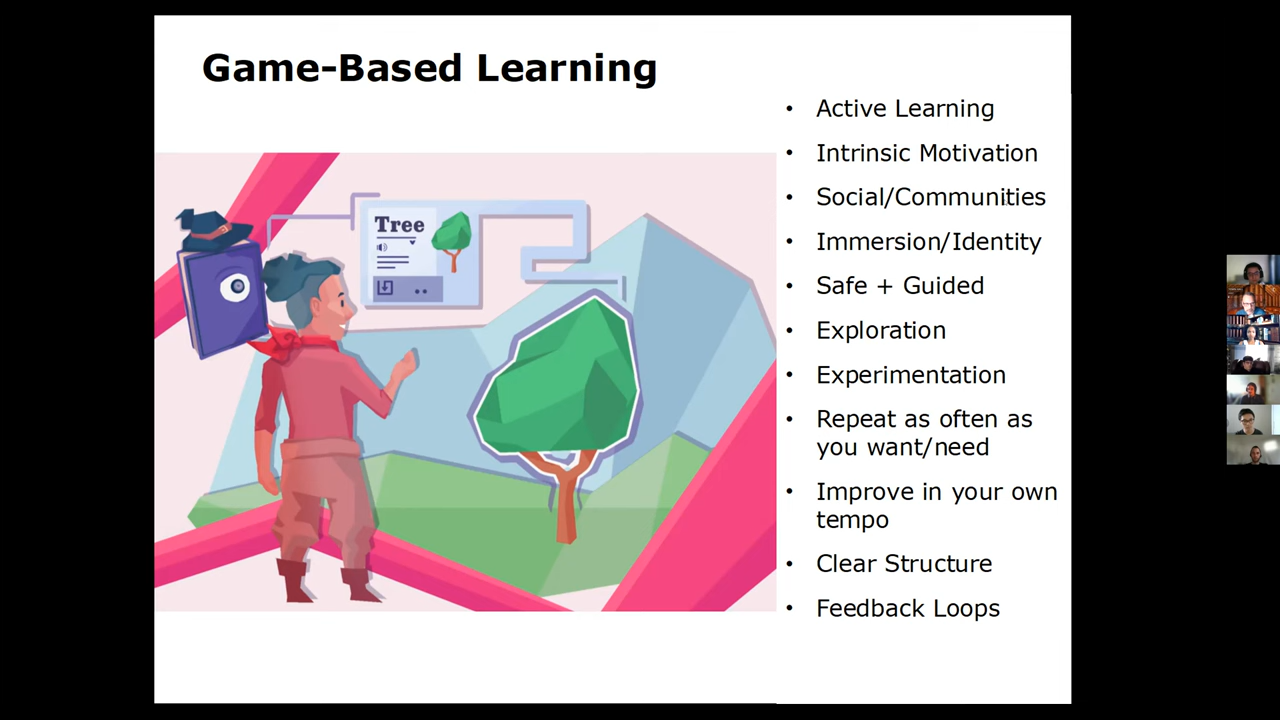 Game-Based Learning
Tree
• Active Learning
• Intrinsic Motivation
• Social/Communities
• Immersion/Identity
• Safe + Guided
• Exploration
• Experimentation
• Repeat as often as
you want/need
• Improve in your own
tempo
• Clear Structure
• Feedback Loops